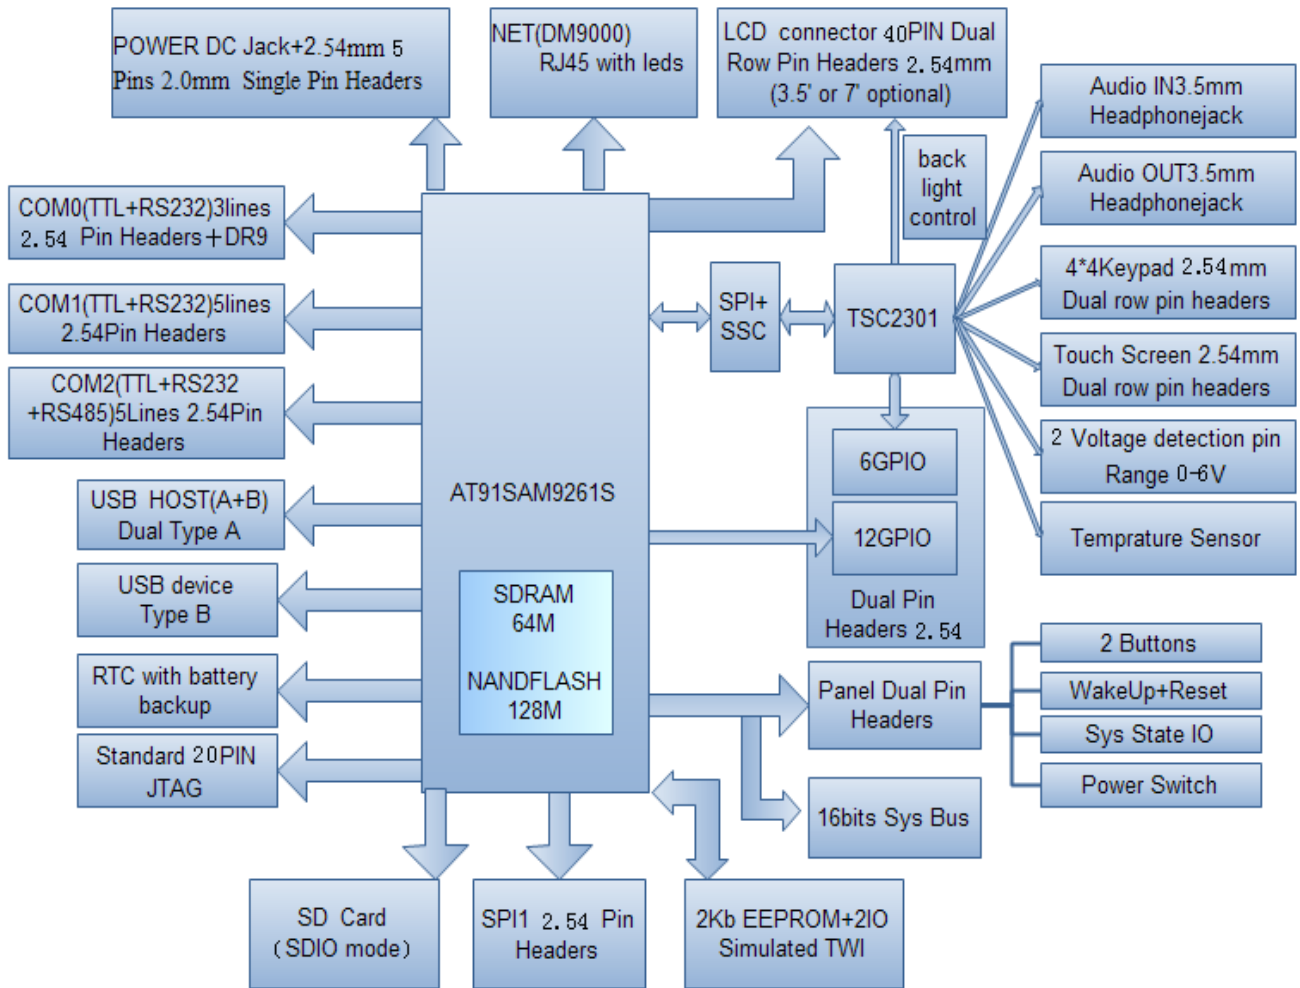 POWER DC Jack+2.54mm 5
Pins 2.0mm Single Pin Headers
NET(DM9000)
RJ45 with leds
LCD connector 40PIN Dual
Row Pin Headers 2.54mm
(3.5' or 7' optional)
Audio IN3.5mm
Headphonejack
back
light
control
Audio OUT3.5mm
Headphonejack
COM0(TTL+RS232)3lines
2.54 Pin Headers+DR9
4*4Keypad 2.54mm
Dual row pin headers
COM1(TTL+RS232)5lines
2.54Pin Headers
SPI+
SSC
TSC2301
Touch Screen 2.54mm
Dual row pin headers
COM2(TTL+RS232
+RS485)5Lines 2.54Pin
Headers
2 Voltage detection pin
Range 0-6V
6GPIO
AT91SAM9261S
USB HOST(A+B)
Dual Type A
12GPIO
Temprature Sensor
USB device
Type B
SDRAM
64M
NANDFLASH
128M
Dual Pin
Headers 2.54
RTC with battery
backup
Panel Dual Pin
Headers
2 Buttons
WakeUp+Reset
Sys State IO
Power Switch
Standard 20PIN
JTAG
16bits Sys Bus
SD Card
(SDIO mode)
SPI1 2.54 Pin
Headers
2Kb EEPROM+2IO
Simulated TWI